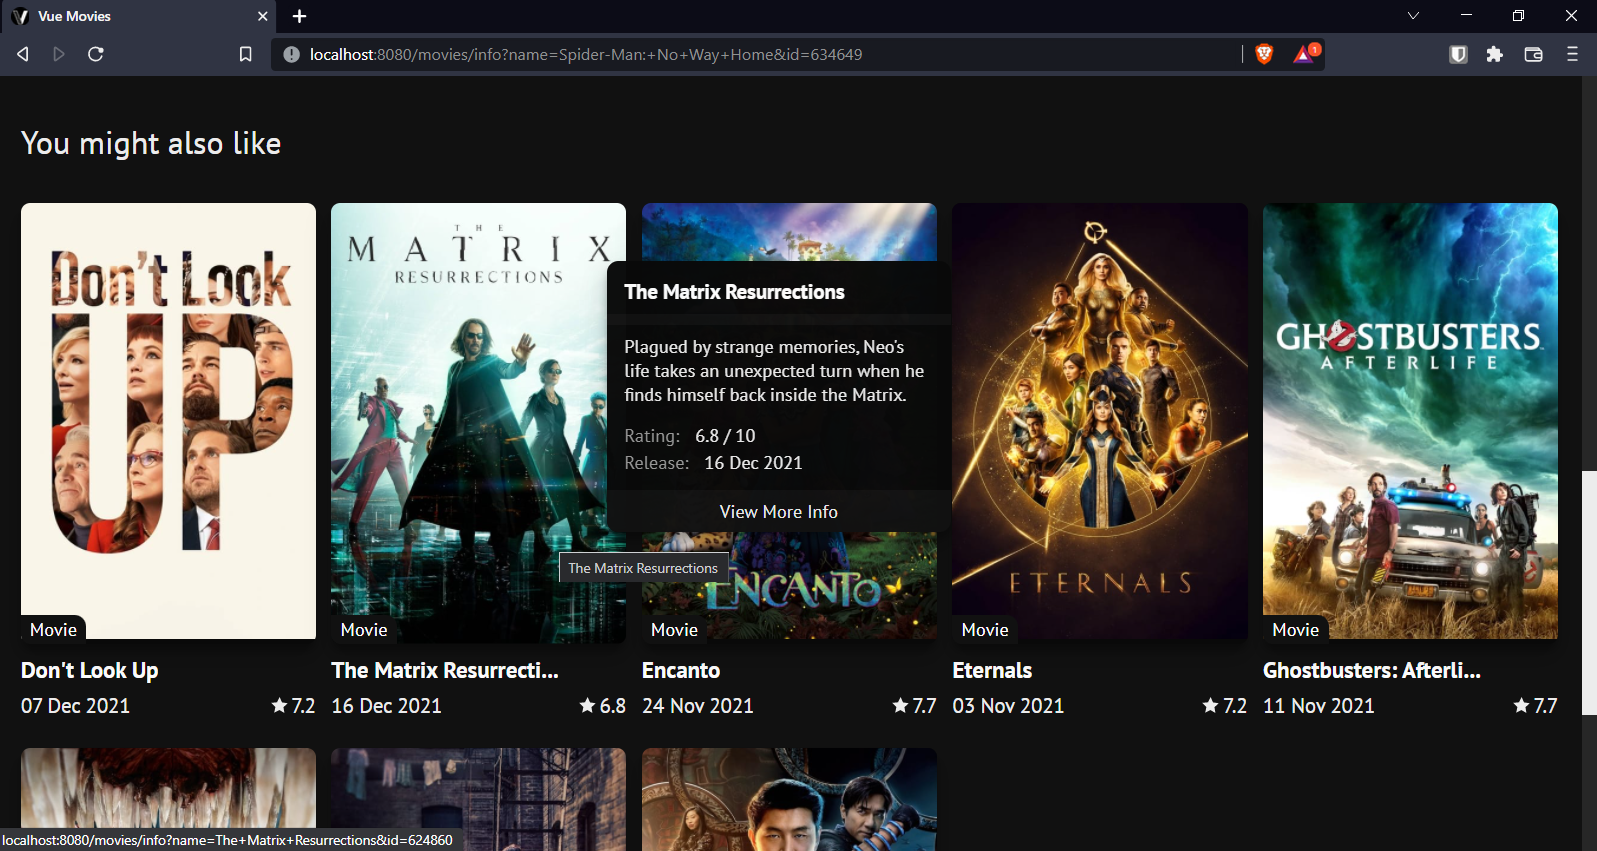 Vue Movies
localhost:8080/movies/info?name=Spider-Man:+No+Way+Home&id=634649
1
You might also like
Don't Look
UP
THE
MATRIX
RESURRECTIONS
The Matrix Resurrections
Plagued by strange memories, Neo's
life takes an unexpected turn when he
finds himself back inside the Matrix.
Rating: 6.8 / 10
Release: 16 Dec 2021
View More Info
The Matrix Resurrections
ENCANTO
ETERNALS
GHOSTBUSTERS
AFTERLIFE
Movie
Movie
Movie
Movie
Movie
Don't Look Up
07 Dec 2021
7.2
The Matrix Resurrecti...
16 Dec 2021
6.8
Encanto
24 Nov 2021
7.7
Eternals
03 Nov 2021
7.2
Ghostbusters: Afterli...
11 Nov 2021
7.7
localhost:8080/movies/info?name=The+Matrix+Resurrections&id=624860